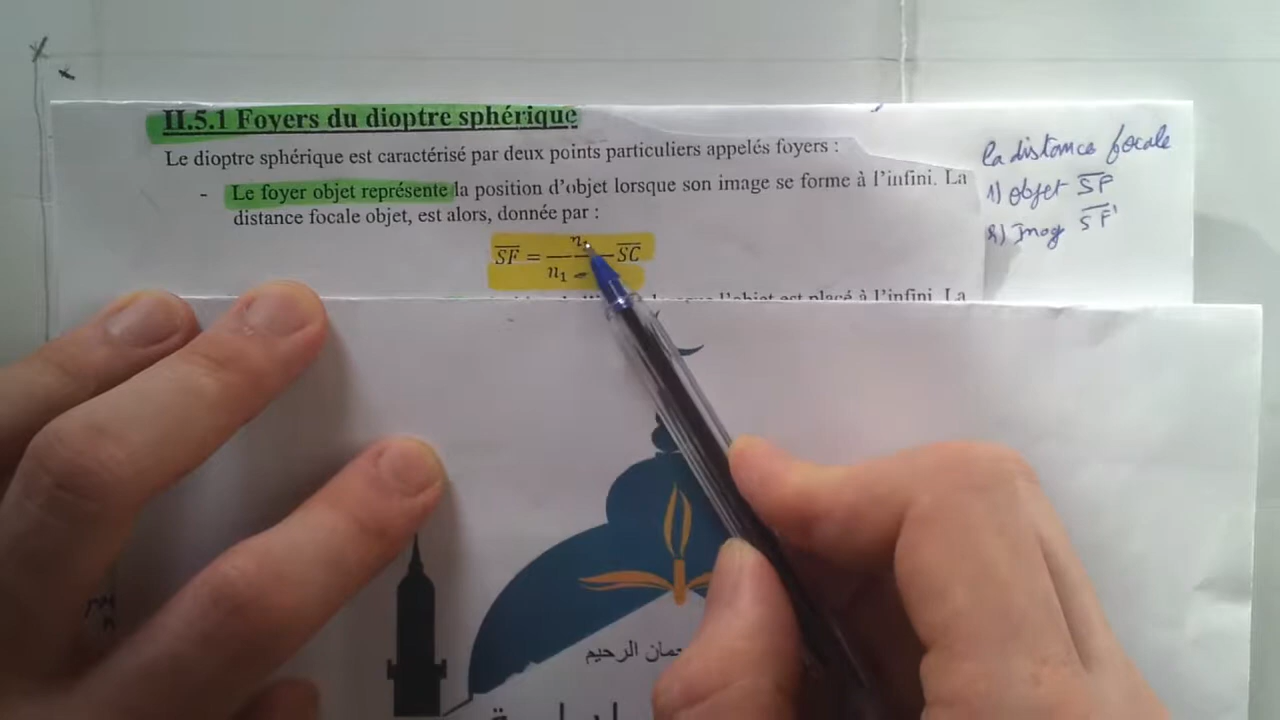 II.5.1 Foyers du dioptre sphérique
Le dioptre sphérique est caractérisé par deux points particuliers appelés foyers :
- Le foyer objet représente la position d’objet lorsque son image se forme à l’infini. La
distance focale objet, est alors, donnée par :
SF = n₁ SC
n₁ –
l’objet est placé à l’infini. La
la distance focale
1) objet SF
2) Imag SF'
الرحيم